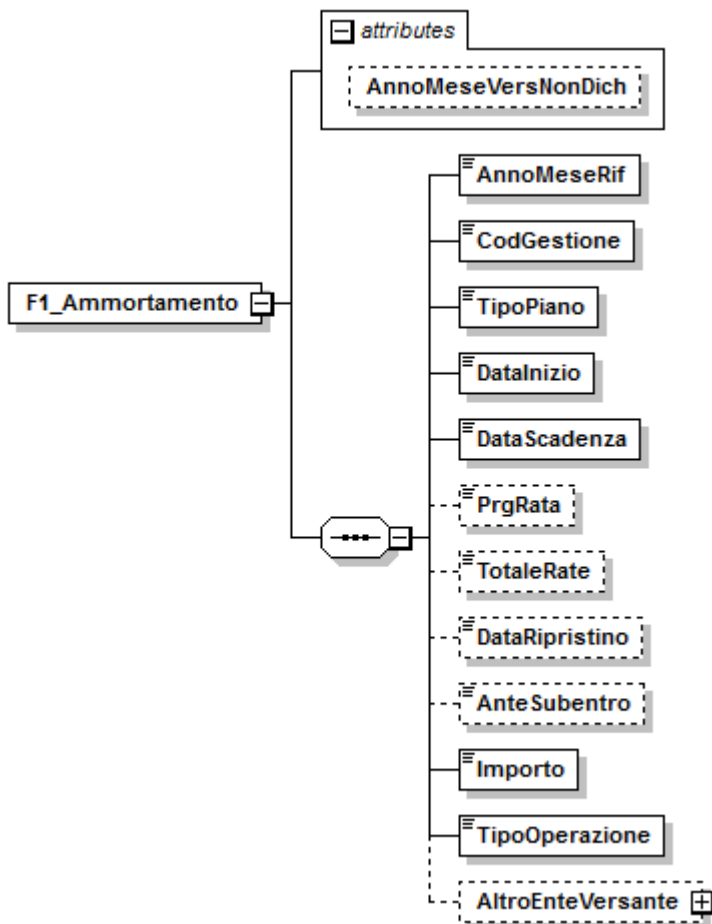 attributes
AnnoMeseVersNonDich
AnnoMeseRif
CodGestione
F1_Ammortamento
TipoPiano
DataInizio
DataScadenza
PrgRata
TotaleRate
DataRipristino
AnteSubentro
Importo
TipoOperazione
AltroEnteVersante